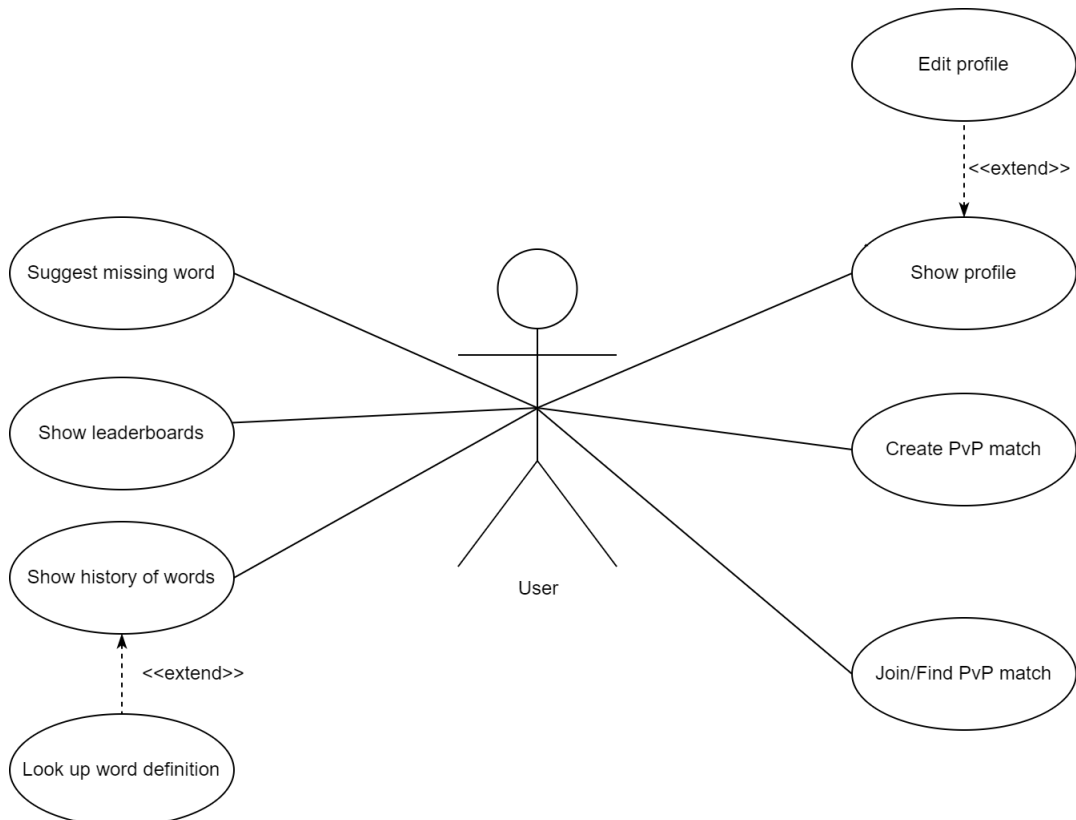 Edit profile
<<extend>>
Suggest missing word
Show profile
Show leaderboards
Create PvP match
Show history of words
User
<<extend>>
Join/Find PvP match
Look up word definition